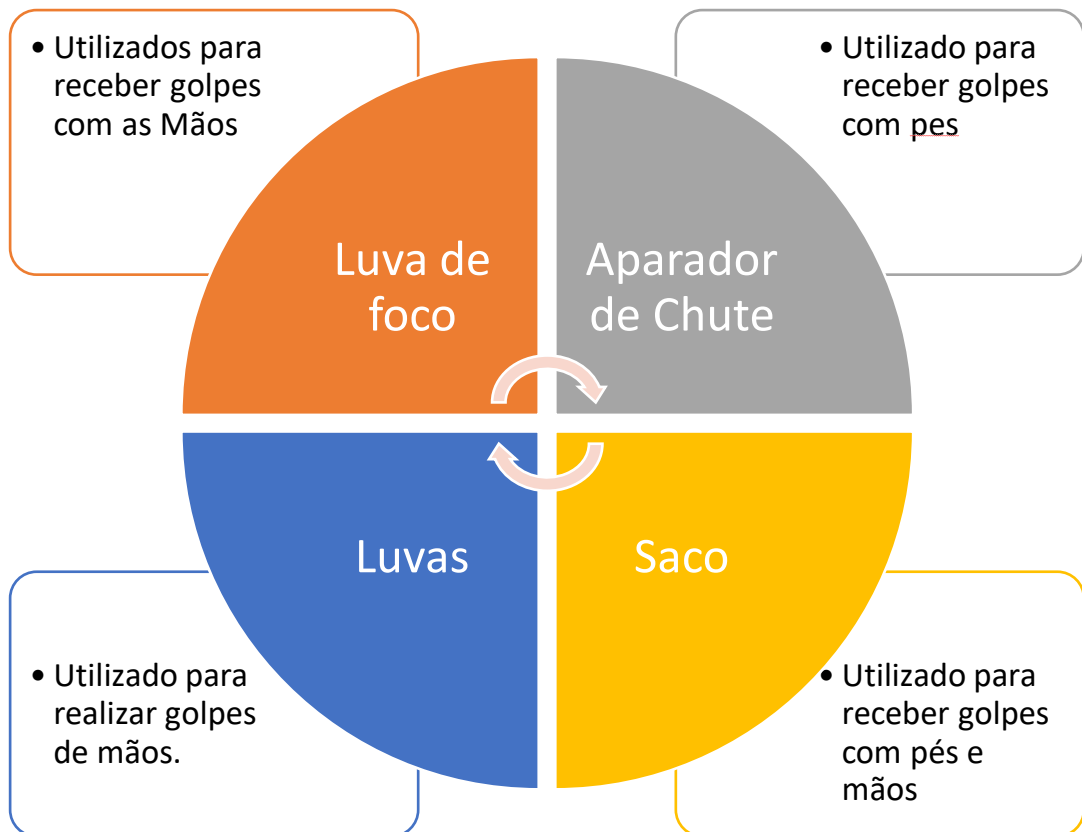 • Utilizados para
receber golpes
com as Mãos
• Utilizado para
receber golpes
com pes
Luva de
foco
Aparador
de Chute
Luvas
Saco
• Utilizado para
realizar golpes
de mãos.
• Utilizado para
receber golpes
com pés e
mãos